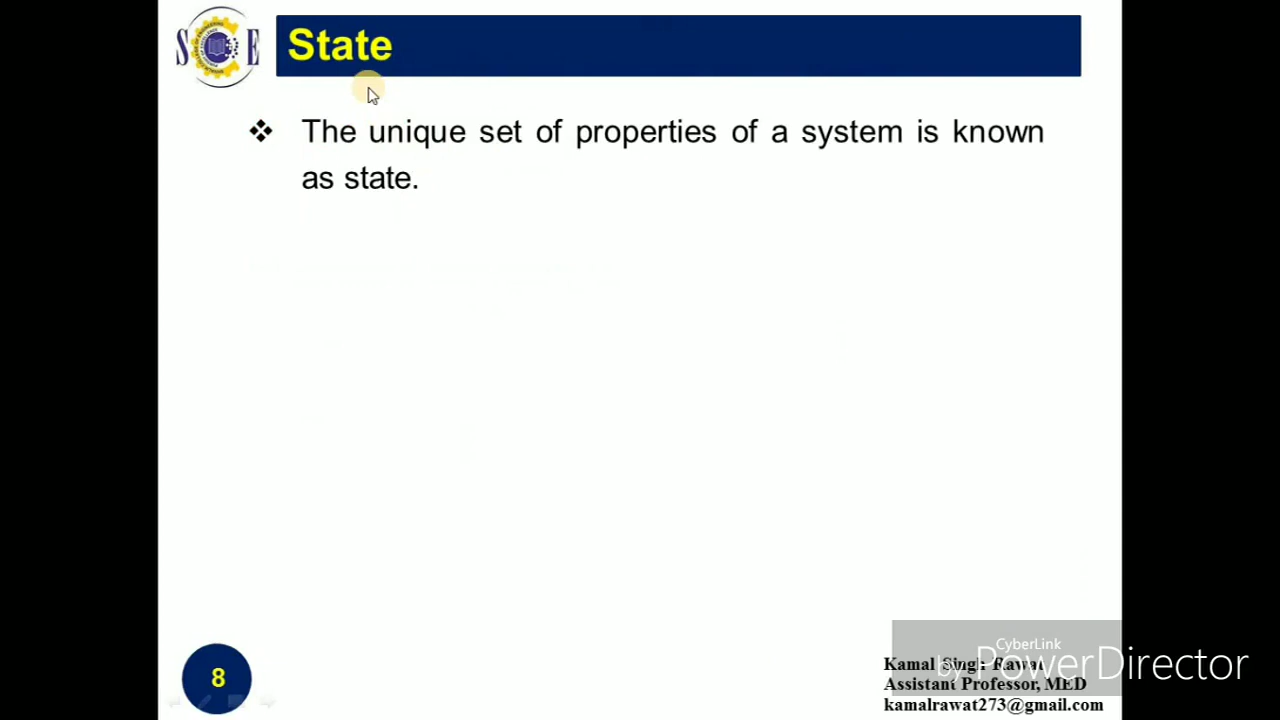 S C E
State
❖ The unique set of properties of a system is known
as state.
8
CyberLink
by PowerDirector
Kamal Singh Rawat
Assistant Professor, MED
kamalrawat273@gmail.com